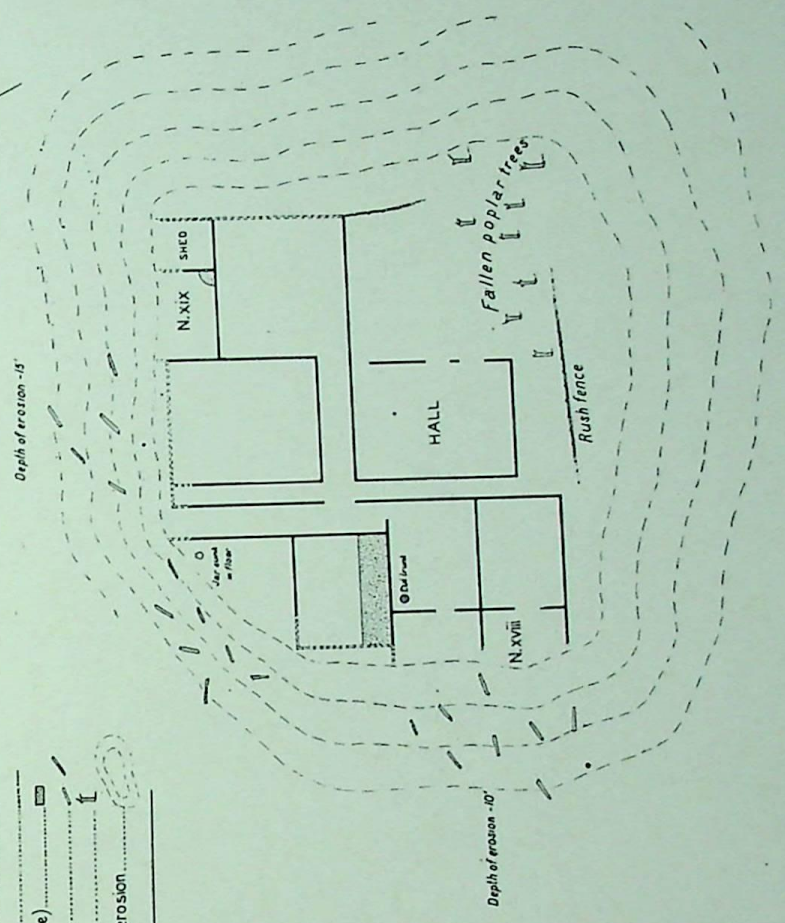 Depth of erosion -15'
SHED
N.XIX
Fallen poplar trees
HALL
Rush fence
Jar sunk
in floor
N.XVIII
Depth of erosion -10'
e)
erosion